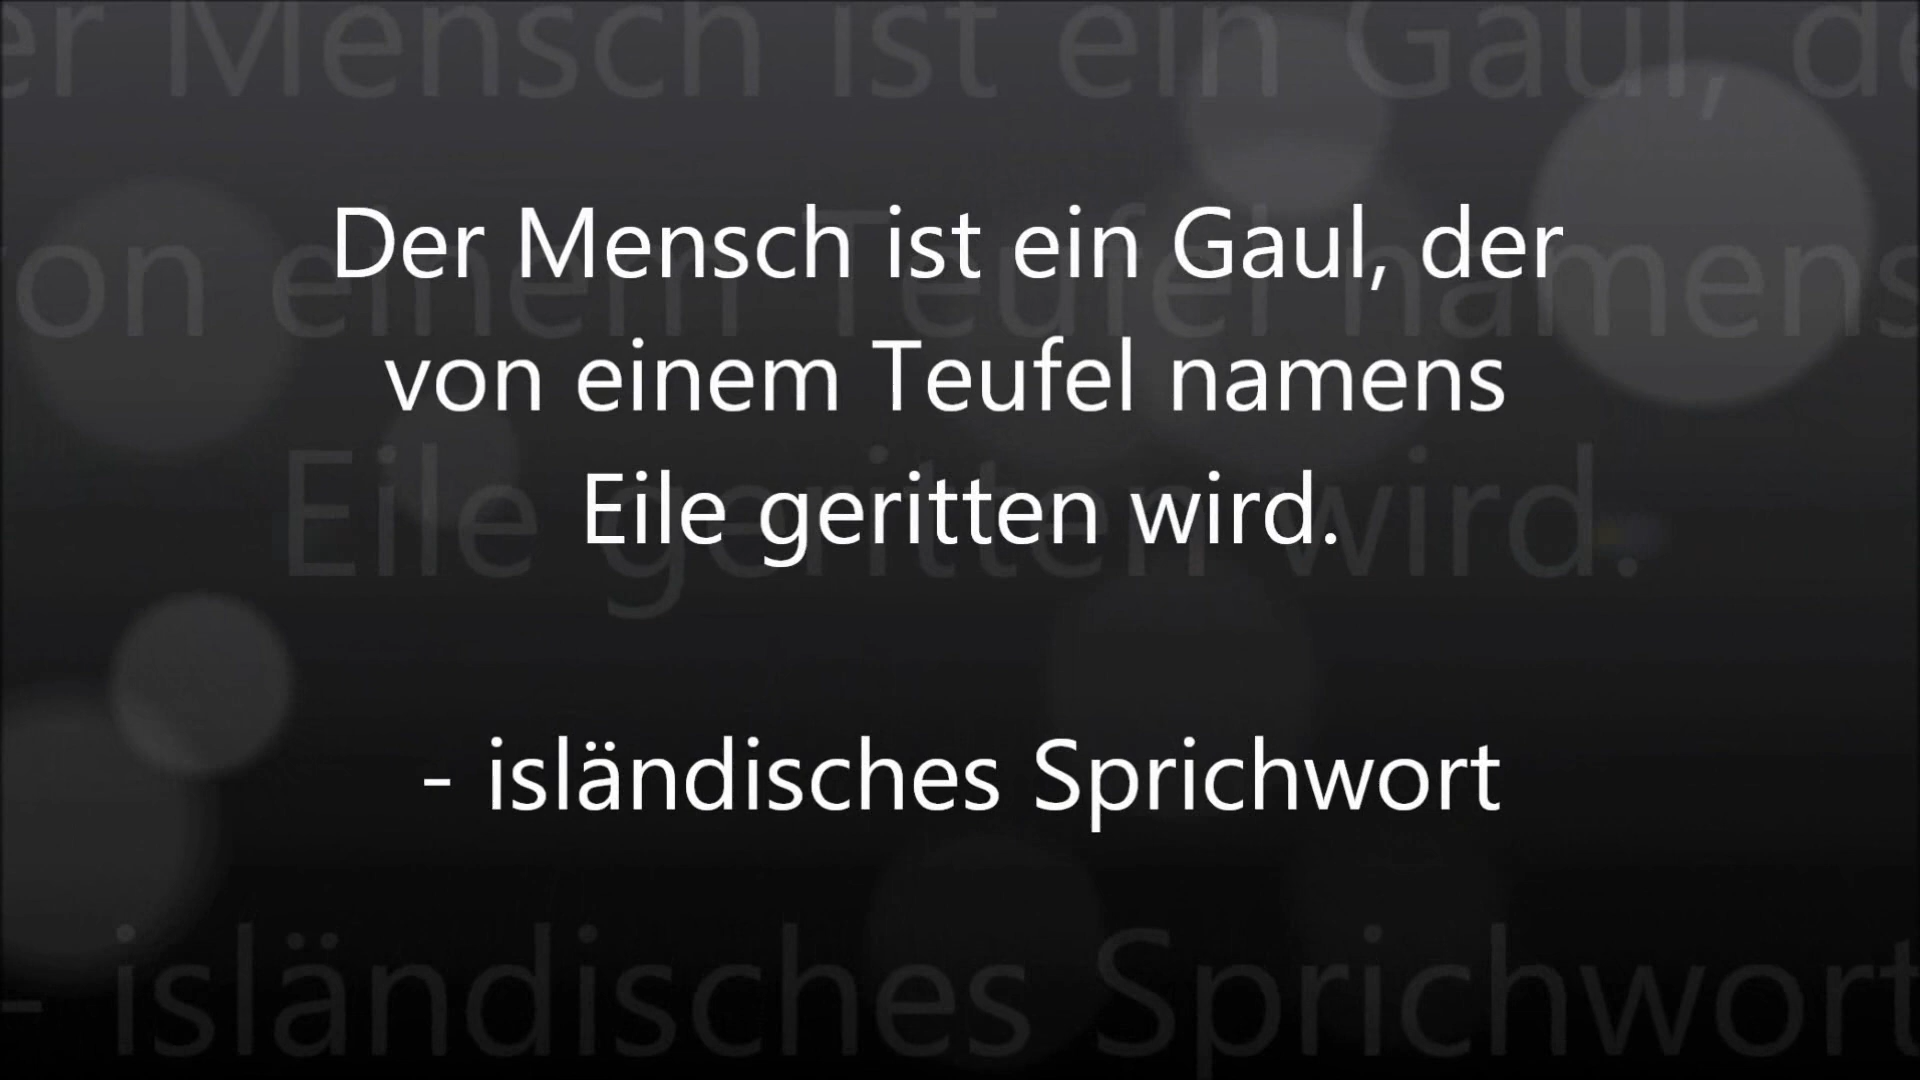 Der Mensch ist ein Gaul, der
von einem Teufel namens
Eile geritten wird.
- isländisches Sprichwort